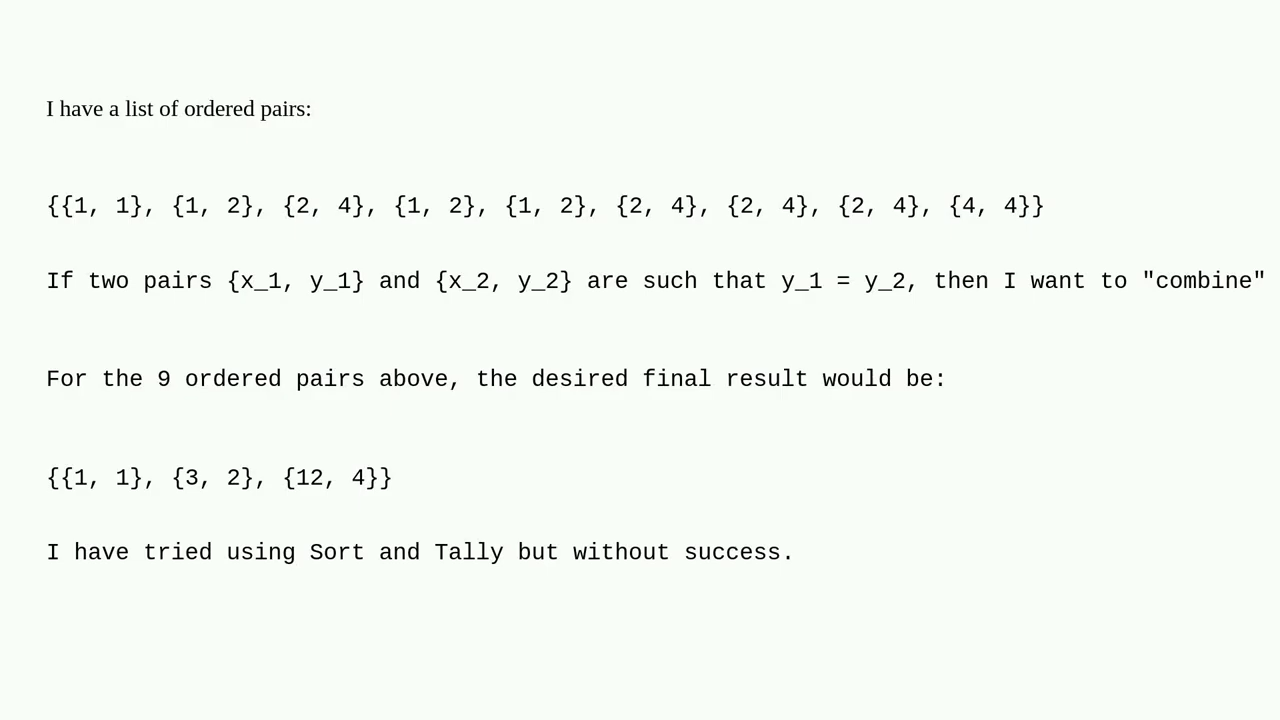 I have a list of ordered pairs:
{{1, 1}, {1, 2}, {2, 4}, {1, 2}, {1, 2}, {2, 4}, {2, 4}, {2, 4}, {4, 4}}
If two pairs {x_1, y_1} and {x_2, y_2} are such that y_1 = y_2, then I want to "combine"
For the 9 ordered pairs above, the desired final result would be:
{{1, 1}, {3, 2}, {12, 4}}
I have tried using Sort and Tally but without success.